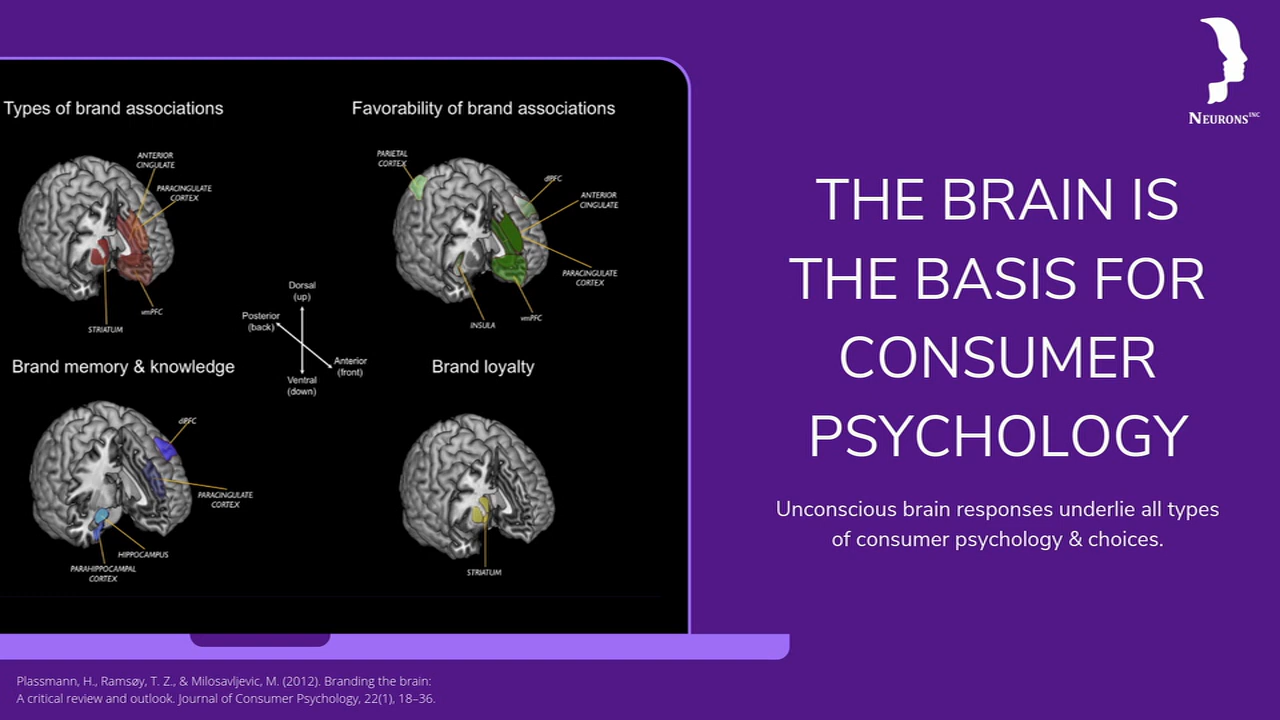 Types of brand associations
ANTERIOR
CINGULATE
PARACINGULATE
CORTEX
vmPFC
STRIATUM
Favorability of brand associations
PARIETAL
CORTEX
dlPFC
ANTERIOR
CINGULATE
PARACINGULATE
CORTEX
vmPFC
INSULA
Dorsal
(up)
Posterior
(back)
Anterior
(front)
Ventral
(down)
Brand memory & knowledge
dlPFC
PARACINGULATE
CORTEX
HIPPOCAMPUS
PARAHIPPOCAMPAL
CORTEX
Brand loyalty
STRIATUM
NEURONS INC
THE BRAIN IS
THE BASIS FOR
CONSUMER
PSYCHOLOGY
Unconscious brain responses underlie all types
of consumer psychology & choices.
Plassmann, H., Ramsøy, T. Z., & Milosavljevic, M. (2012). Branding the brain:
A critical review and outlook. Journal of Consumer Psychology, 22(1), 18–36.